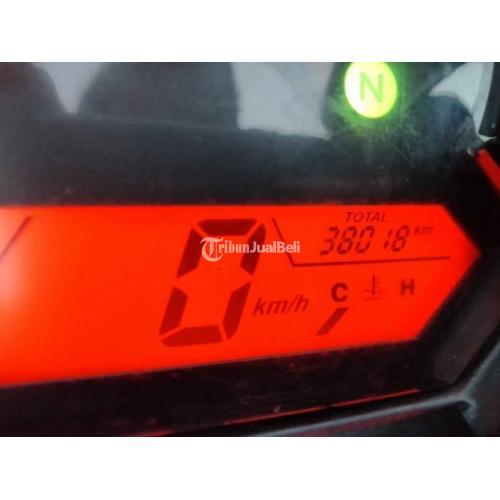 N
TOTAL
38018 km
0 km/h
C H
TribunJualBeli